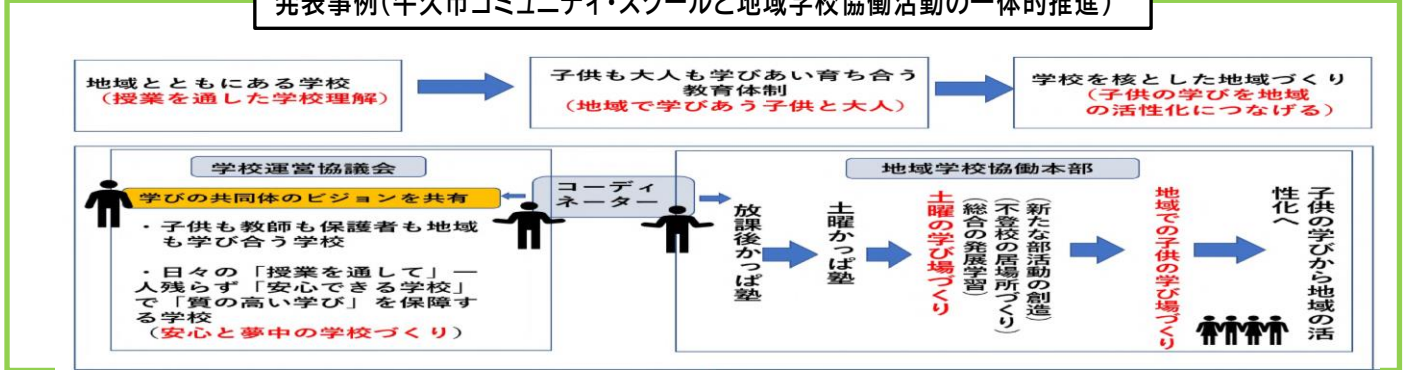 発表事例(牛久市コミュニティ・スクールと地域学校協働活動の一体的推進)
地域とともにある学校
(授業を通した学校理解)
子供も大人も学びあい育ち合う
教育体制
(地域で学びあう子供と大人)
学校を核とした地域づくり
(子供の学びを地域
の活性化につなげる)
学校運営協議会
学びの共同体のビジョンを共有
・子供も教師も保護者も地域
も学び合う学校
・日々の「授業を通して」一
人残らず「安心できる学校」
で「質の高い学び」を保障す
る学校
(安心と夢中の学校づくり)
コーディ
ネーター
地域学校協働本部
放課後かっぱ塾
土曜かっぱ塾
土曜の学び場づくり
(総合の発展学習)
(不登校の居場所づくり)
(新たな部活動の創造)
地域での子供の学び場づくり
子供の学びから地域の活
性化へ